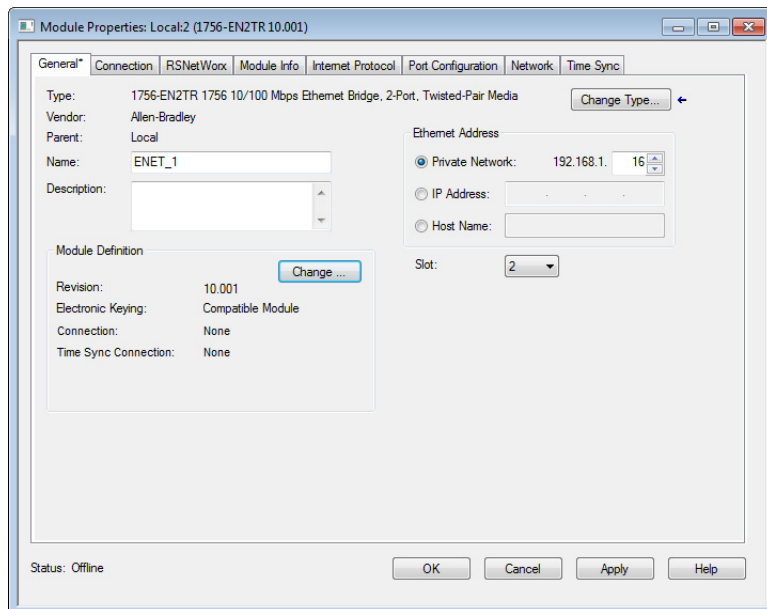 Module Properties: Local:2 (1756-EN2TR 10.001)
General* Connection RSNetWorx Module Info Internet Protocol Port Configuration Network Time Sync
Type: 1756-EN2TR 1756 10/100 Mbps Ethernet Bridge, 2-Port, Twisted-Pair Media
Change Type...
Vendor: Allen-Bradley
Parent: Local
Name: ENET_1
Description:
Ethernet Address
Private Network: 192.168.1. 16
IP Address: . . .
Host Name:
Module Definition
Change ...
Revision: 10.001
Electronic Keying: Compatible Module
Connection: None
Time Sync Connection: None
Slot: 2
Status: Offline
OK Cancel Apply Help